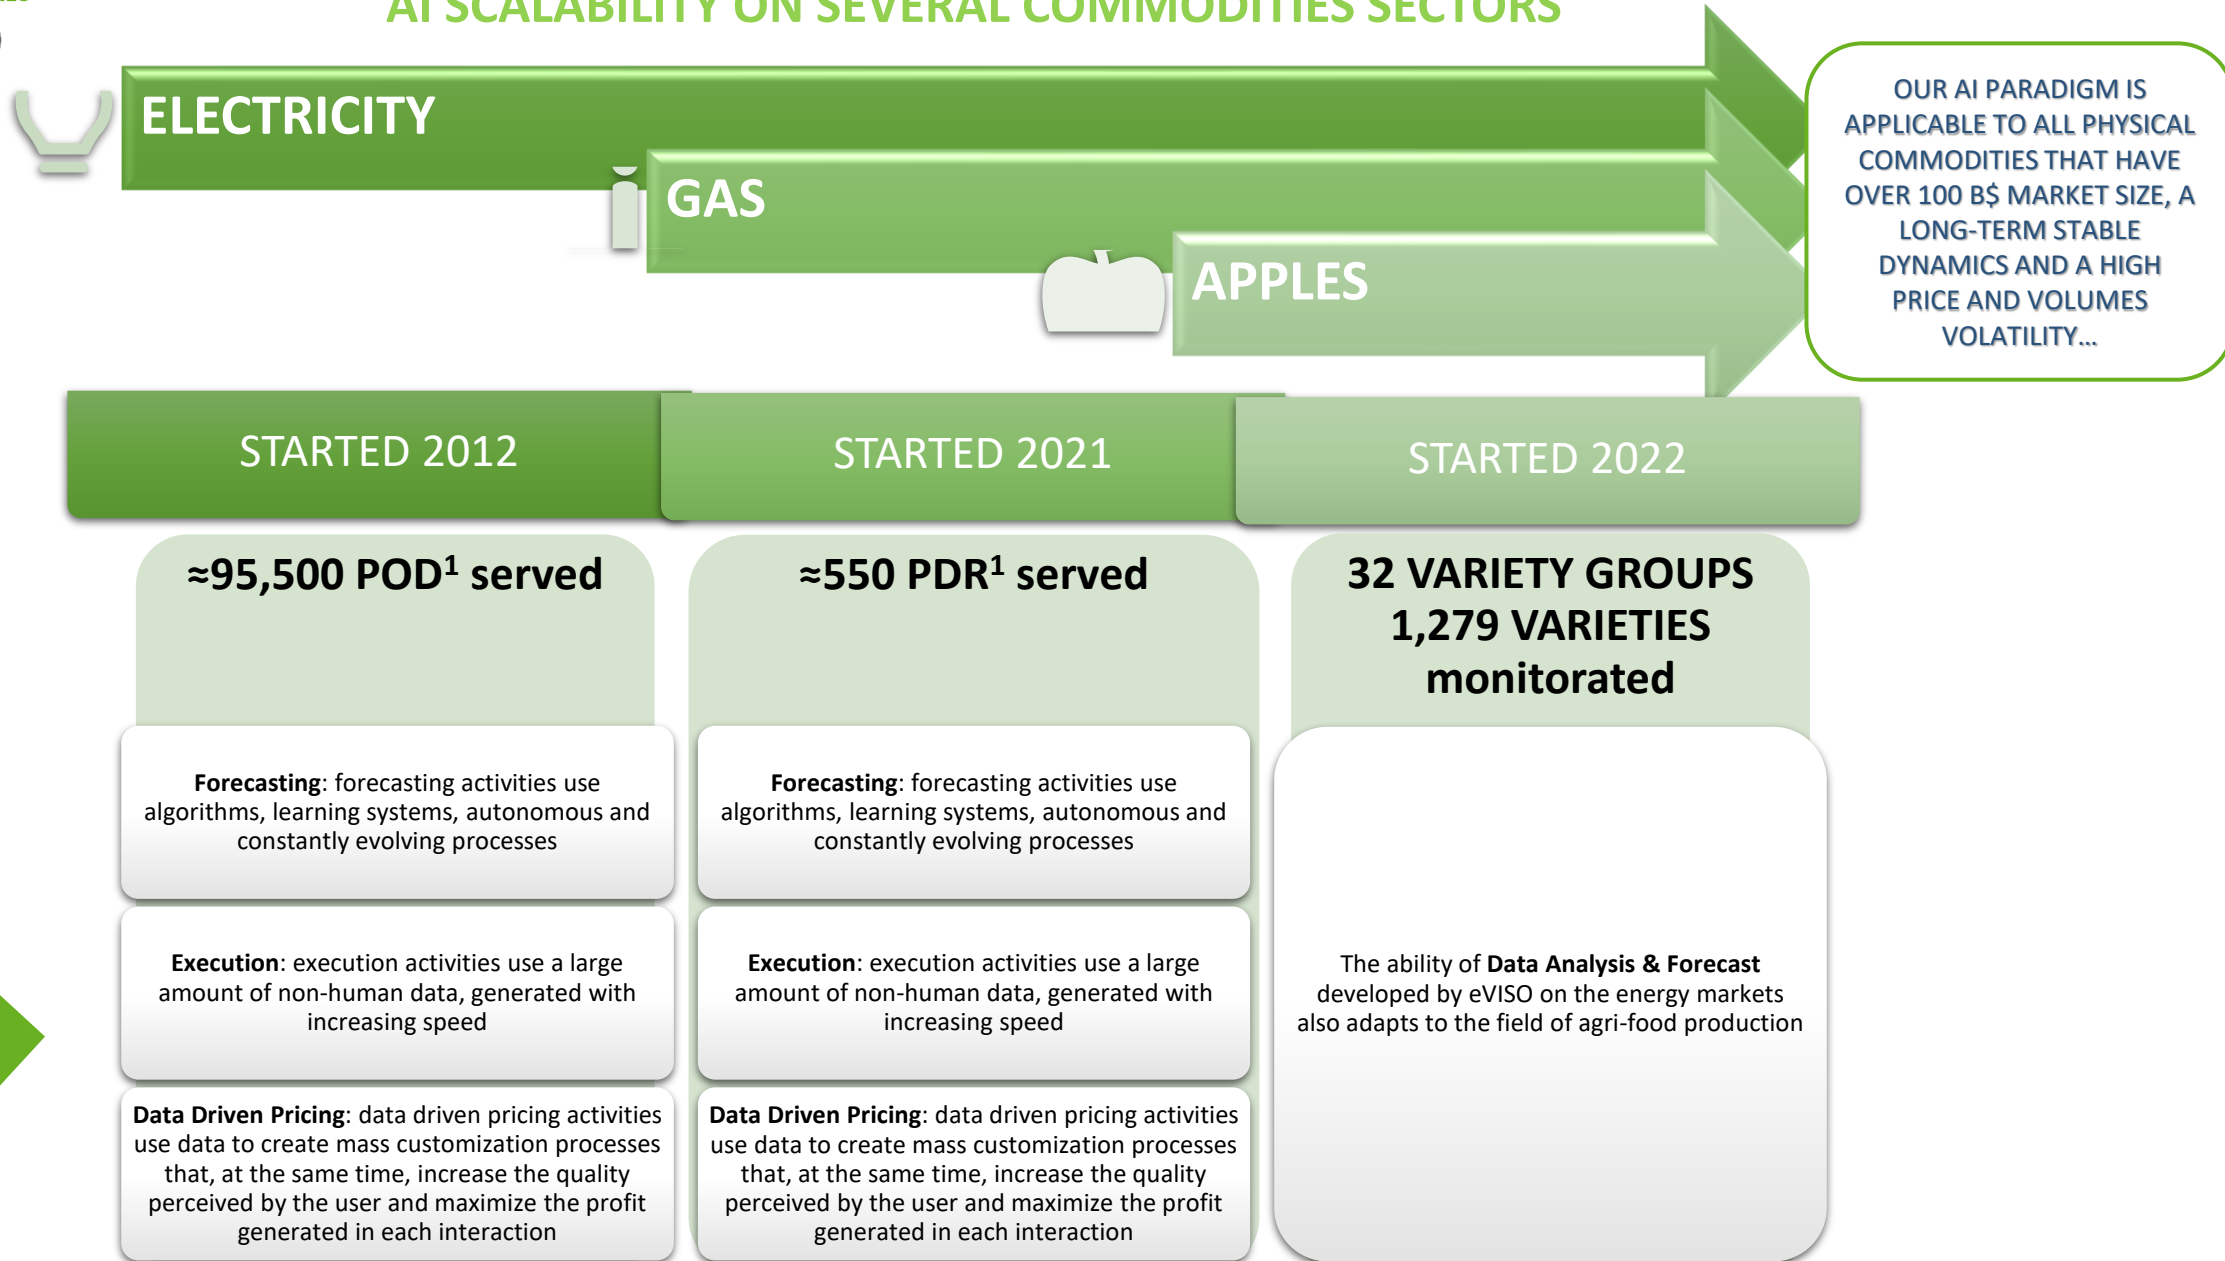 AI SCALABILITY ON SEVERAL COMMODITIES SECTORS
ELECTRICITY
GAS
APPLES
OUR AI PARADIGM IS
APPLICABLE TO ALL PHYSICAL
COMMODITIES THAT HAVE
OVER 100 B$ MARKET SIZE, A
LONG-TERM STABLE
DYNAMICS AND A HIGH
PRICE AND VOLUMES
VOLATILITY...
STARTED 2012
STARTED 2021
STARTED 2022
≈95,500 POD¹ served
Forecasting: forecasting activities use
algorithms, learning systems, autonomous and
constantly evolving processes
Execution: execution activities use a large
amount of non-human data, generated with
increasing speed
Data Driven Pricing: data driven pricing activities
use data to create mass customization processes
that, at the same time, increase the quality
perceived by the user and maximize the profit
generated in each interaction
≈550 PDR¹ served
Forecasting: forecasting activities use
algorithms, learning systems, autonomous and
constantly evolving processes
Execution: execution activities use a large
amount of non-human data, generated with
increasing speed
Data Driven Pricing: data driven pricing activities
use data to create mass customization processes
that, at the same time, increase the quality
perceived by the user and maximize the profit
generated in each interaction
32 VARIETY GROUPS
1,279 VARIETIES
monitorated
The ability of Data Analysis & Forecast
developed by eVISO on the energy markets
also adapts to the field of agri-food production